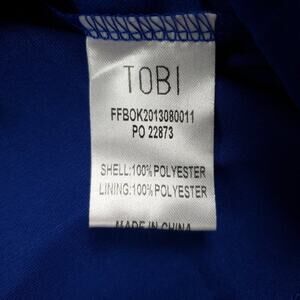 TOBI
FFBOK2013080011
PO 22873
SHELL:100%POLYESTER
LINING:100%POLYESTER
MADE IN CHINA